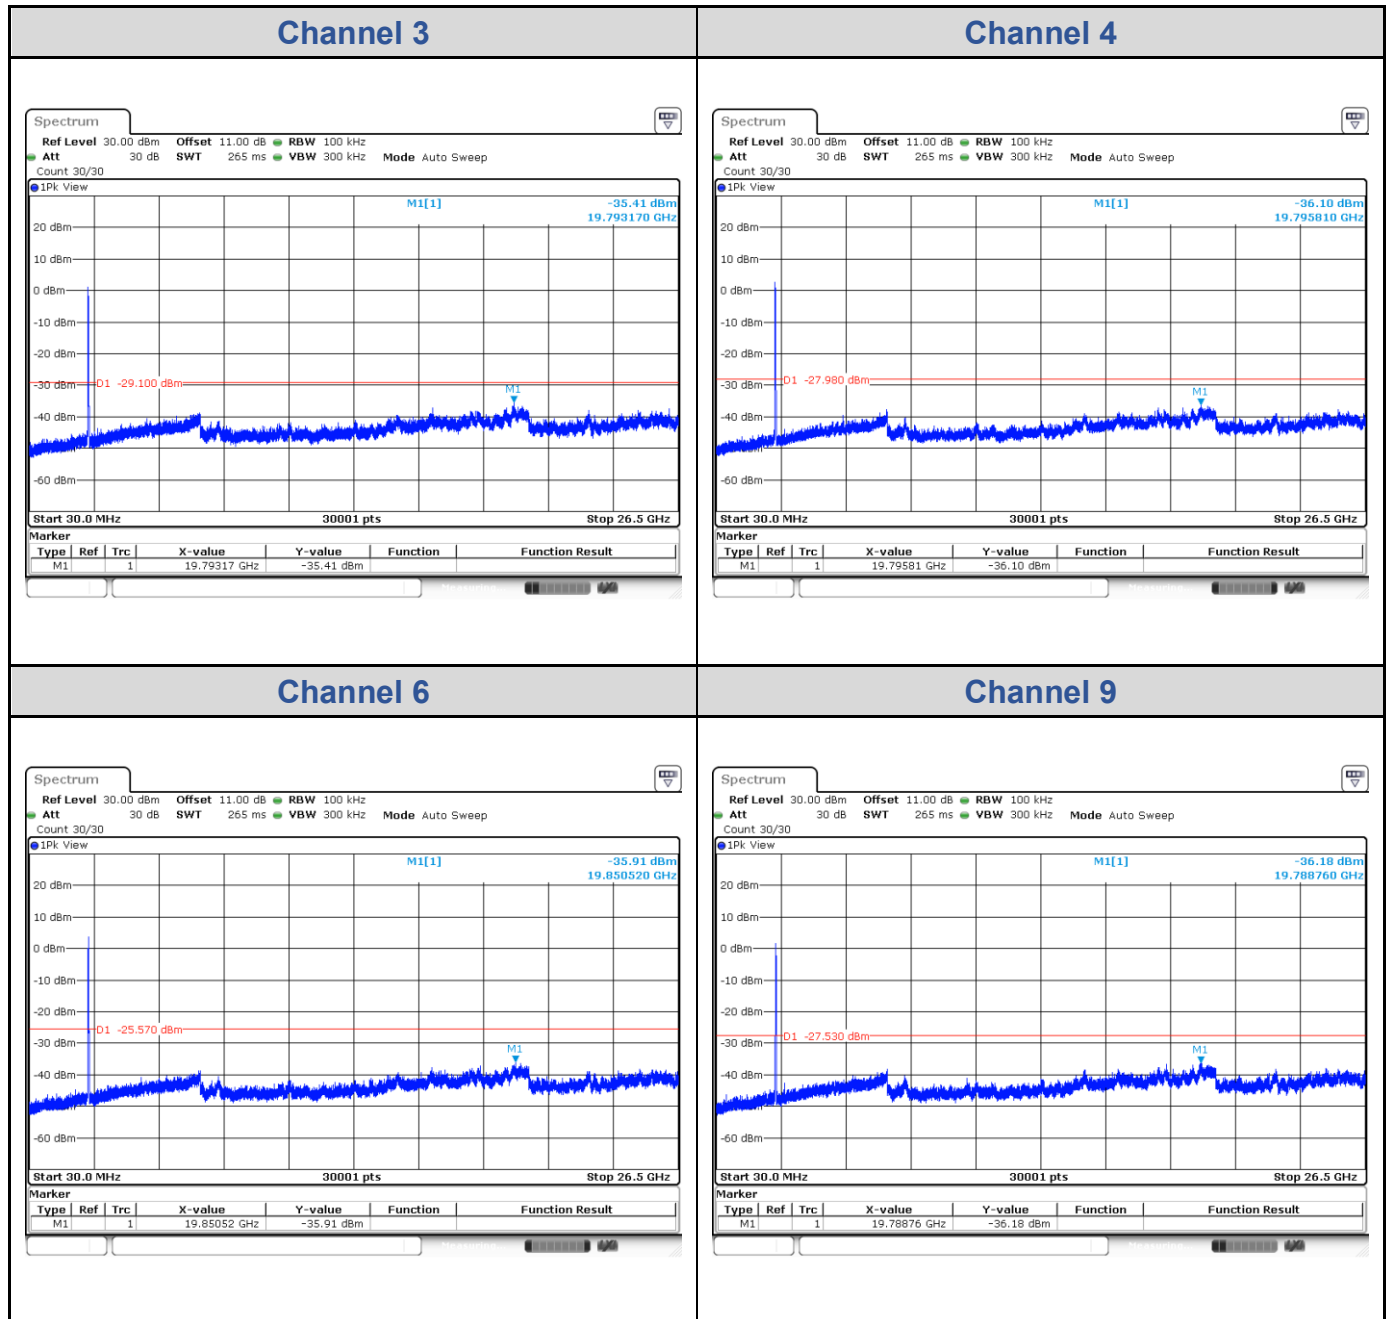 Channel 3
Spectrum
Ref Level 30.00 dBm Offset 11.00 dB RBW 100 kHz
Att 30 dB SWT 265 ms VBW 300 kHz Mode Auto Sweep
Count 30/30
1Pk View
M1[1] -35.41 dBm
19.793170 GHz
20 dBm
10 dBm
0 dBm
-10 dBm
-20 dBm
-30 dBm
D1 -29.100 dBm
M1
-40 dBm
-60 dBm
Start 30.0 MHz 30001 pts Stop 26.5 GHz
Marker
Type Ref Trc X-value Y-value Function Function Result
M1 1 19.79317 GHz -35.41 dBm
Channel 4
Spectrum
Ref Level 30.00 dBm Offset 11.00 dB RBW 100 kHz
Att 30 dB SWT 265 ms VBW 300 kHz Mode Auto Sweep
Count 30/30
1Pk View
M1[1] -36.10 dBm
19.795810 GHz
20 dBm
10 dBm
0 dBm
-10 dBm
-20 dBm
D1 -27.980 dBm
-30 dBm
M1
-40 dBm
-60 dBm
Start 30.0 MHz 30001 pts Stop 26.5 GHz
Marker
Type Ref Trc X-value Y-value Function Function Result
M1 1 19.79581 GHz -36.10 dBm
Channel 6
Spectrum
Ref Level 30.00 dBm Offset 11.00 dB RBW 100 kHz
Att 30 dB SWT 265 ms VBW 300 kHz Mode Auto Sweep
Count 30/30
1Pk View
M1[1] -35.91 dBm
19.850520 GHz
20 dBm
10 dBm
0 dBm
-10 dBm
-20 dBm
D1 -25.570 dBm
-30 dBm
M1
-40 dBm
-60 dBm
Start 30.0 MHz 30001 pts Stop 26.5 GHz
Marker
Type Ref Trc X-value Y-value Function Function Result
M1 1 19.85052 GHz -35.91 dBm
Channel 9
Spectrum
Ref Level 30.00 dBm Offset 11.00 dB RBW 100 kHz
Att 30 dB SWT 265 ms VBW 300 kHz Mode Auto Sweep
Count 30/30
1Pk View
M1[1] -36.18 dBm
19.788760 GHz
20 dBm
10 dBm
0 dBm
-10 dBm
-20 dBm
D1 -27.530 dBm
-30 dBm
M1
-40 dBm
-60 dBm
Start 30.0 MHz 30001 pts Stop 26.5 GHz
Marker
Type Ref Trc X-value Y-value Function Function Result
M1 1 19.78876 GHz -36.18 dBm